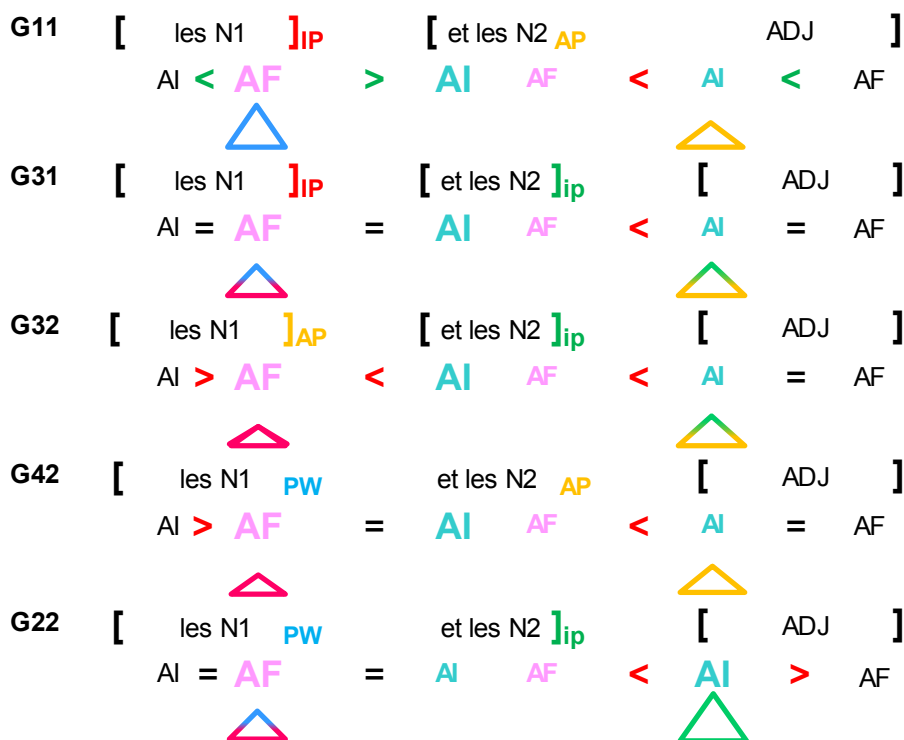 G11 [ les N1 ]IP [ et les N2 AP ADJ ]
AI < AF > AI AF < AI < AF
G31 [ les N1 ]IP [ et les N2 ]ip [ ADJ ]
AI = AF = AI AF < AI = AF
G32 [ les N1 ]AP [ et les N2 ]ip [ ADJ ]
AI > AF < AI AF < AI = AF
G42 [ les N1 PW et les N2 AP [ ADJ ]
AI > AF = AI AF < AI = AF
G22 [ les N1 PW et les N2 ]ip [ ADJ ]
AI = AF = AI AF < AI > AF